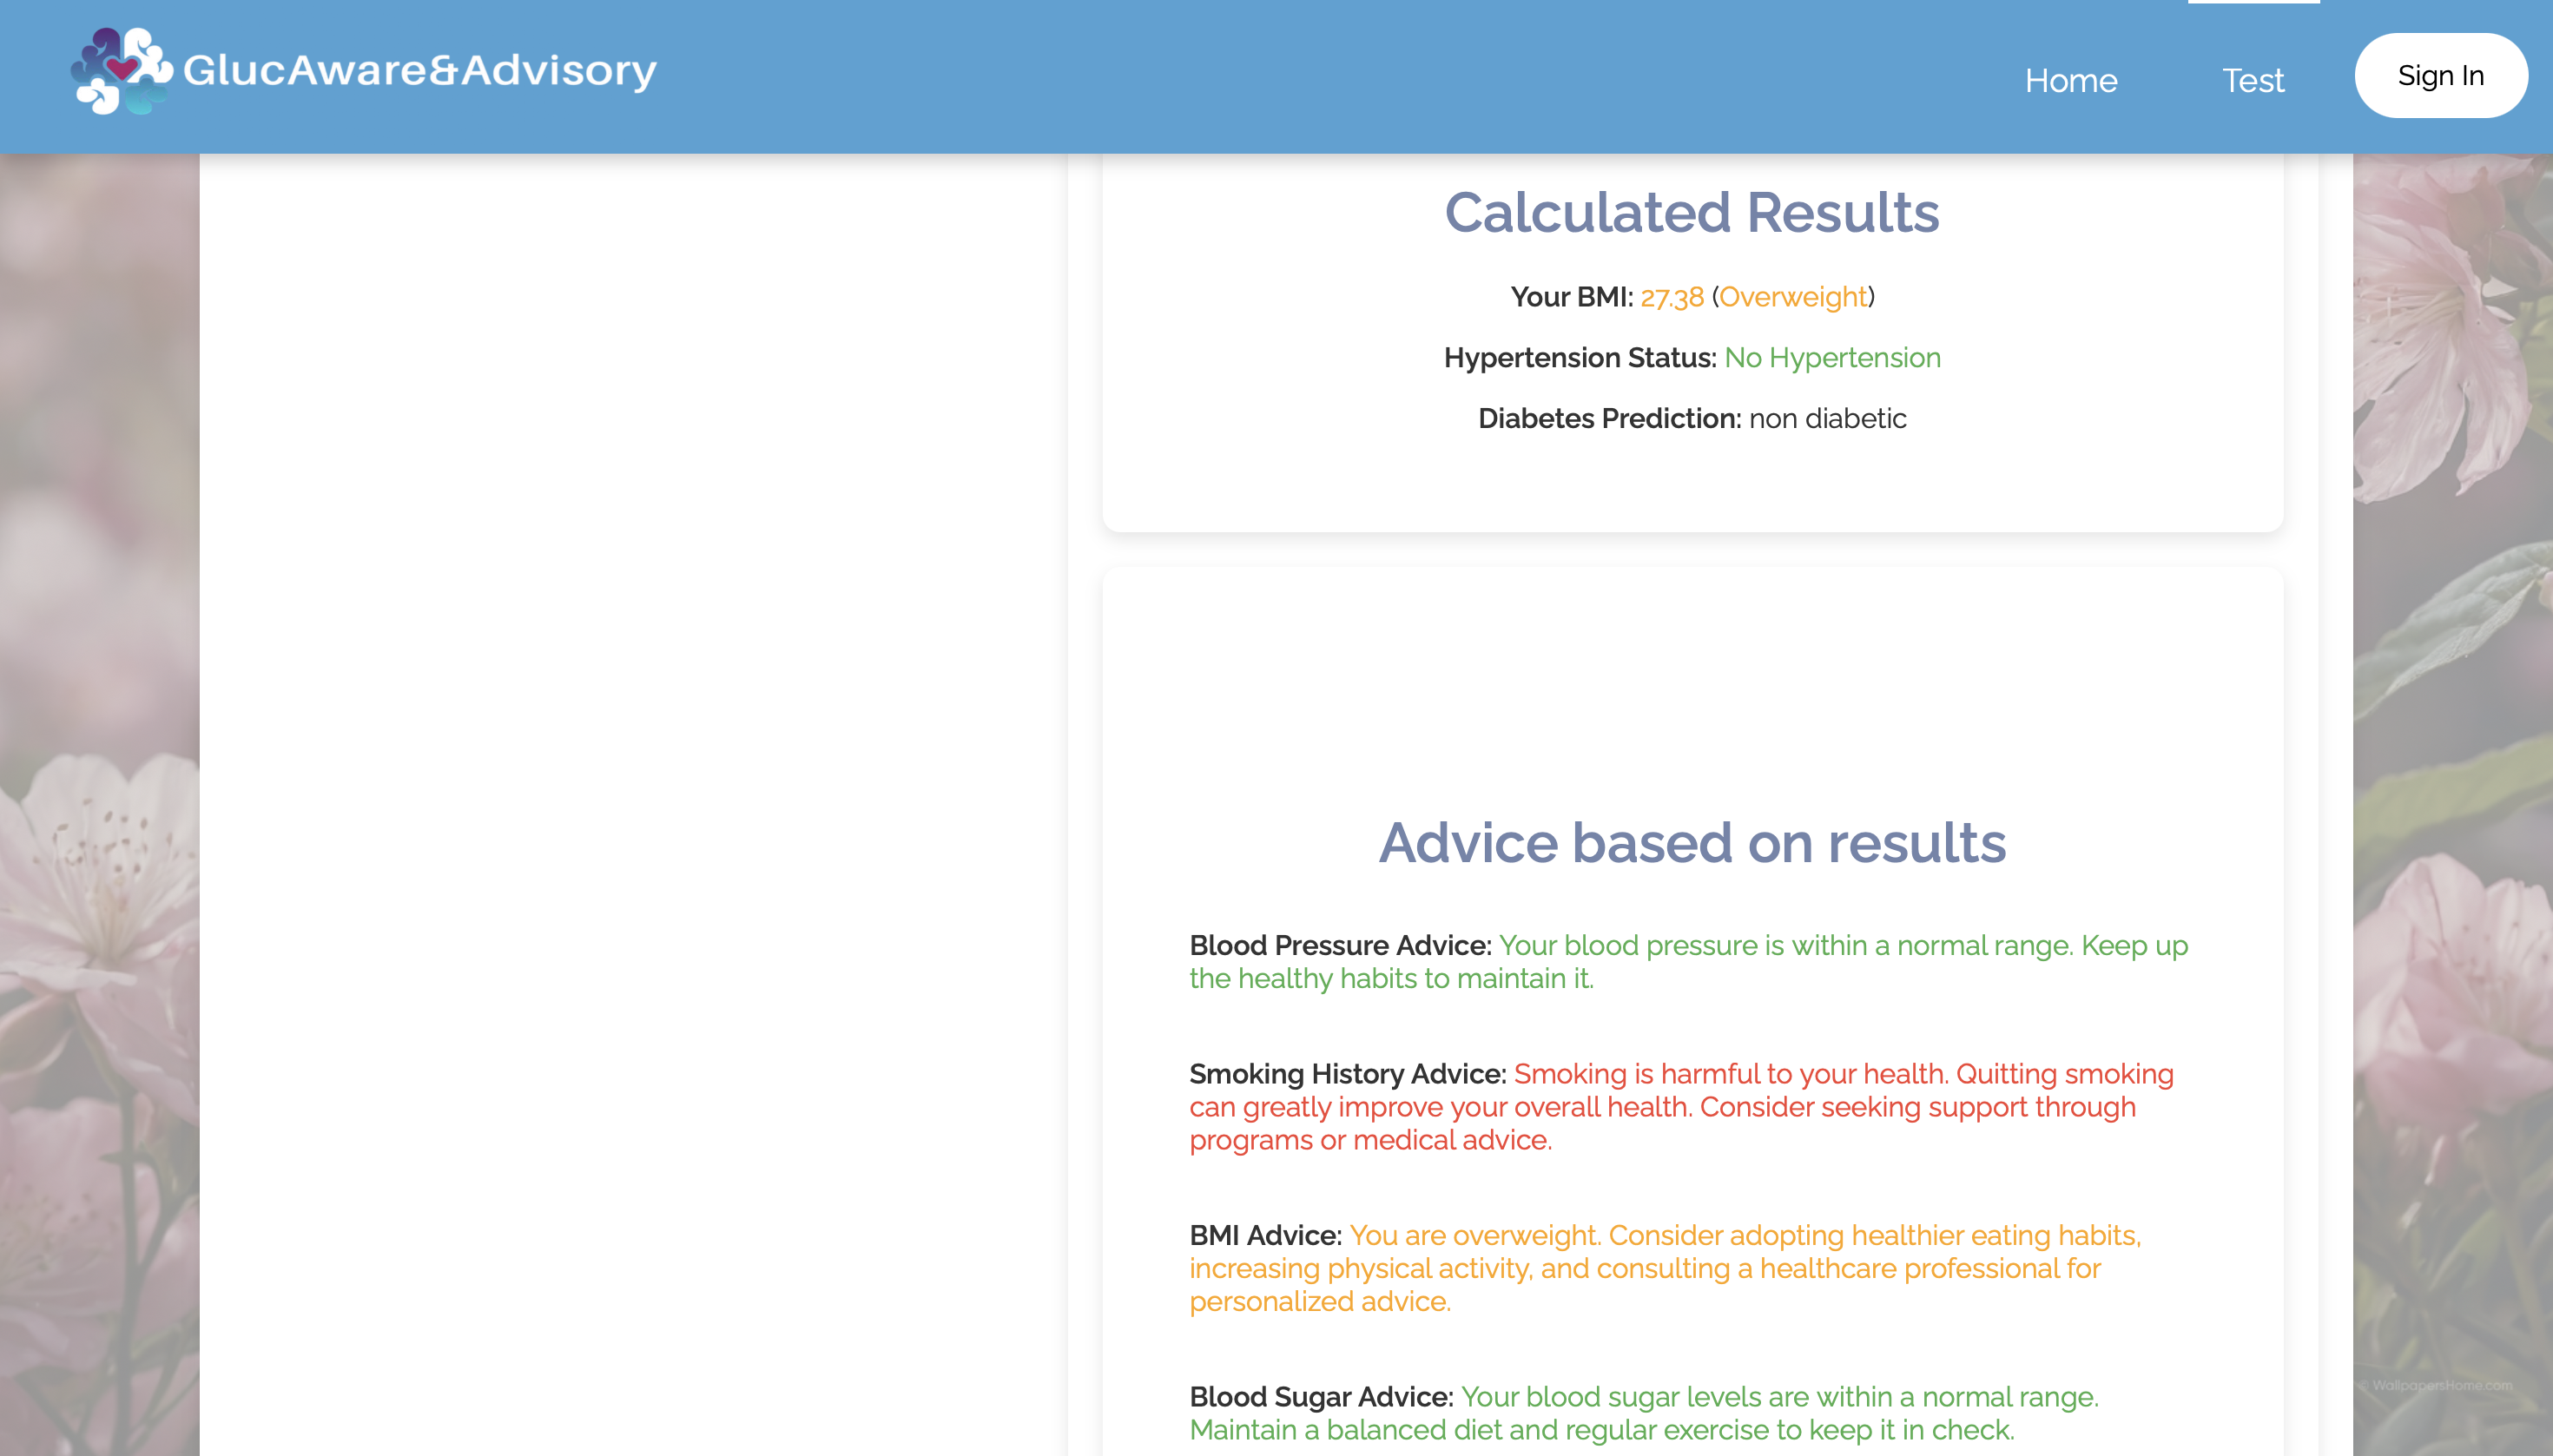 GlucAware&Advisory
Home
Test
Sign In
Calculated Results
Your BMI: 27.38 (Overweight)
Hypertension Status: No Hypertension
Diabetes Prediction: non diabetic
Advice based on results
Blood Pressure Advice: Your blood pressure is within a normal range. Keep up
the healthy habits to maintain it.
Smoking History Advice: Smoking is harmful to your health. Quitting smoking
can greatly improve your overall health. Consider seeking support through
programs or medical advice.
BMI Advice: You are overweight. Consider adopting healthier eating habits,
increasing physical activity, and consulting a healthcare professional for
personalized advice.
Blood Sugar Advice: Your blood sugar levels are within a normal range.
Maintain a balanced diet and regular exercise to keep it in check.
© WallpapersHome.com